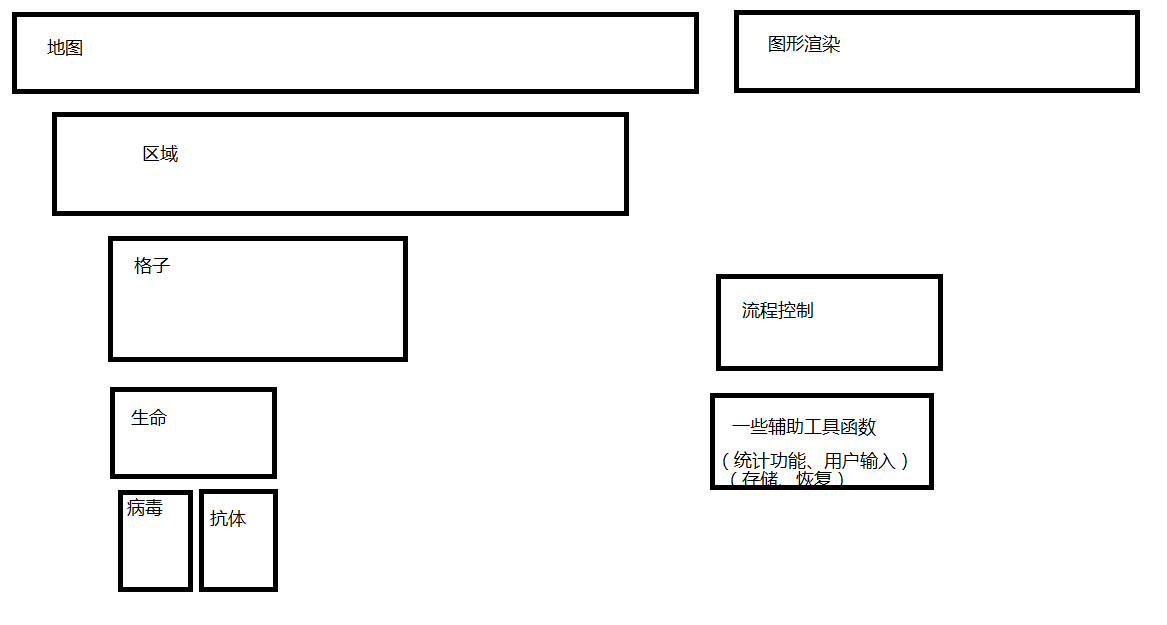 地图
图形渲染
区域
格子
流程控制
生命
一些辅助工具函数
（统计功能、用户输入）
（存储、恢复）
病毒
抗体